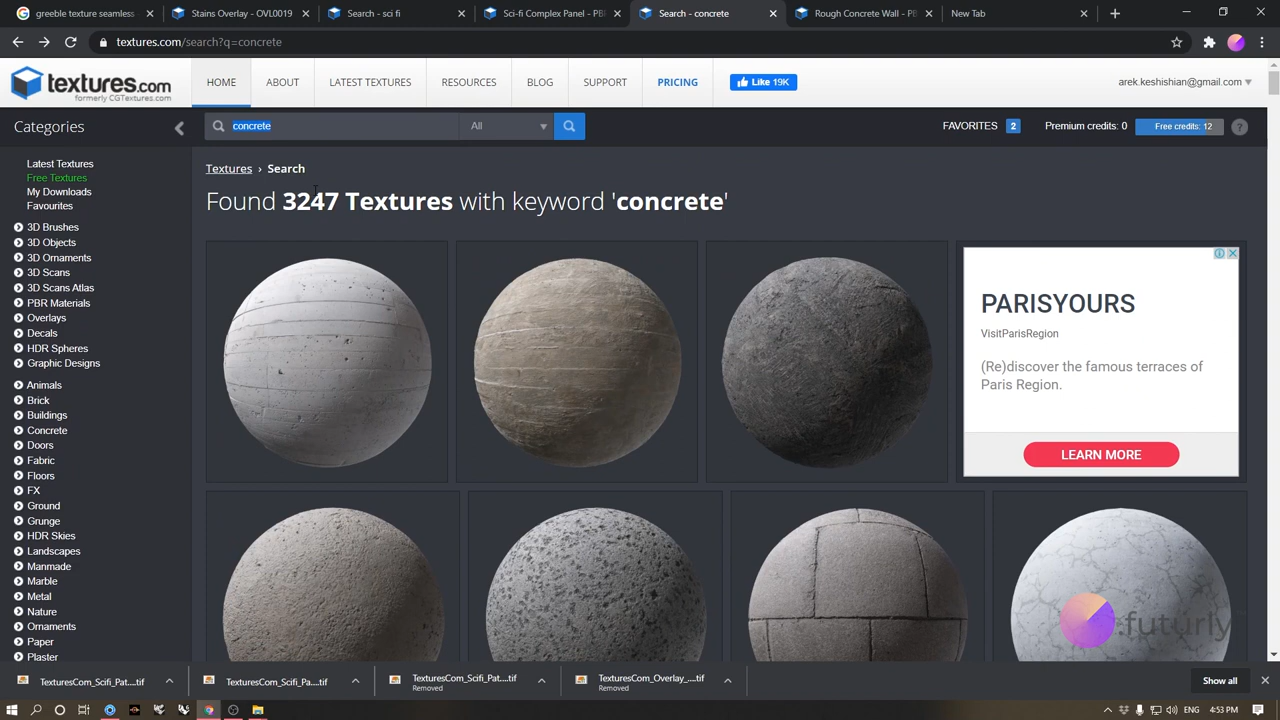 greeble texture seamless
Stains Overlay - OVL0019
Search - sci fi
Sci-fi Complex Panel - PBR
Search - concrete
Rough Concrete Wall - PB
New Tab
textures.com/search?q=concrete
textures.com
formerly CGTextures.com
HOME
ABOUT
LATEST TEXTURES
RESOURCES
BLOG
SUPPORT
PRICING
Like 19K
arek.keshishian@gmail.com
Categories
concrete
All
FAVORITES 2
Premium credits: 0
Free credits: 12
?
Latest Textures
Free Textures
My Downloads
Favourites
3D Brushes
3D Objects
3D Ornaments
3D Scans
3D Scans Atlas
PBR Materials
Overlays
Decals
HDR Spheres
Graphic Designs
Animals
Brick
Buildings
Concrete
Doors
Fabric
Floors
FX
Ground
Grunge
HDR Skies
Landscapes
Manmade
Marble
Metal
Nature
Ornaments
Paper
Plaster
Textures › Search
Found 3247 Textures with keyword 'concrete'
PARISYOURS
VisitParisRegion
(Re)discover the famous terraces of
Paris Region.
LEARN MORE
futurly
TexturesCom_Scifi_Pat....tif
TexturesCom_Scifi_Pa....tif
TexturesCom_Scifi_Pat....tif
Removed
TexturesCom_Overlay_....tif
Removed
Show all
ENG
4:53 PM